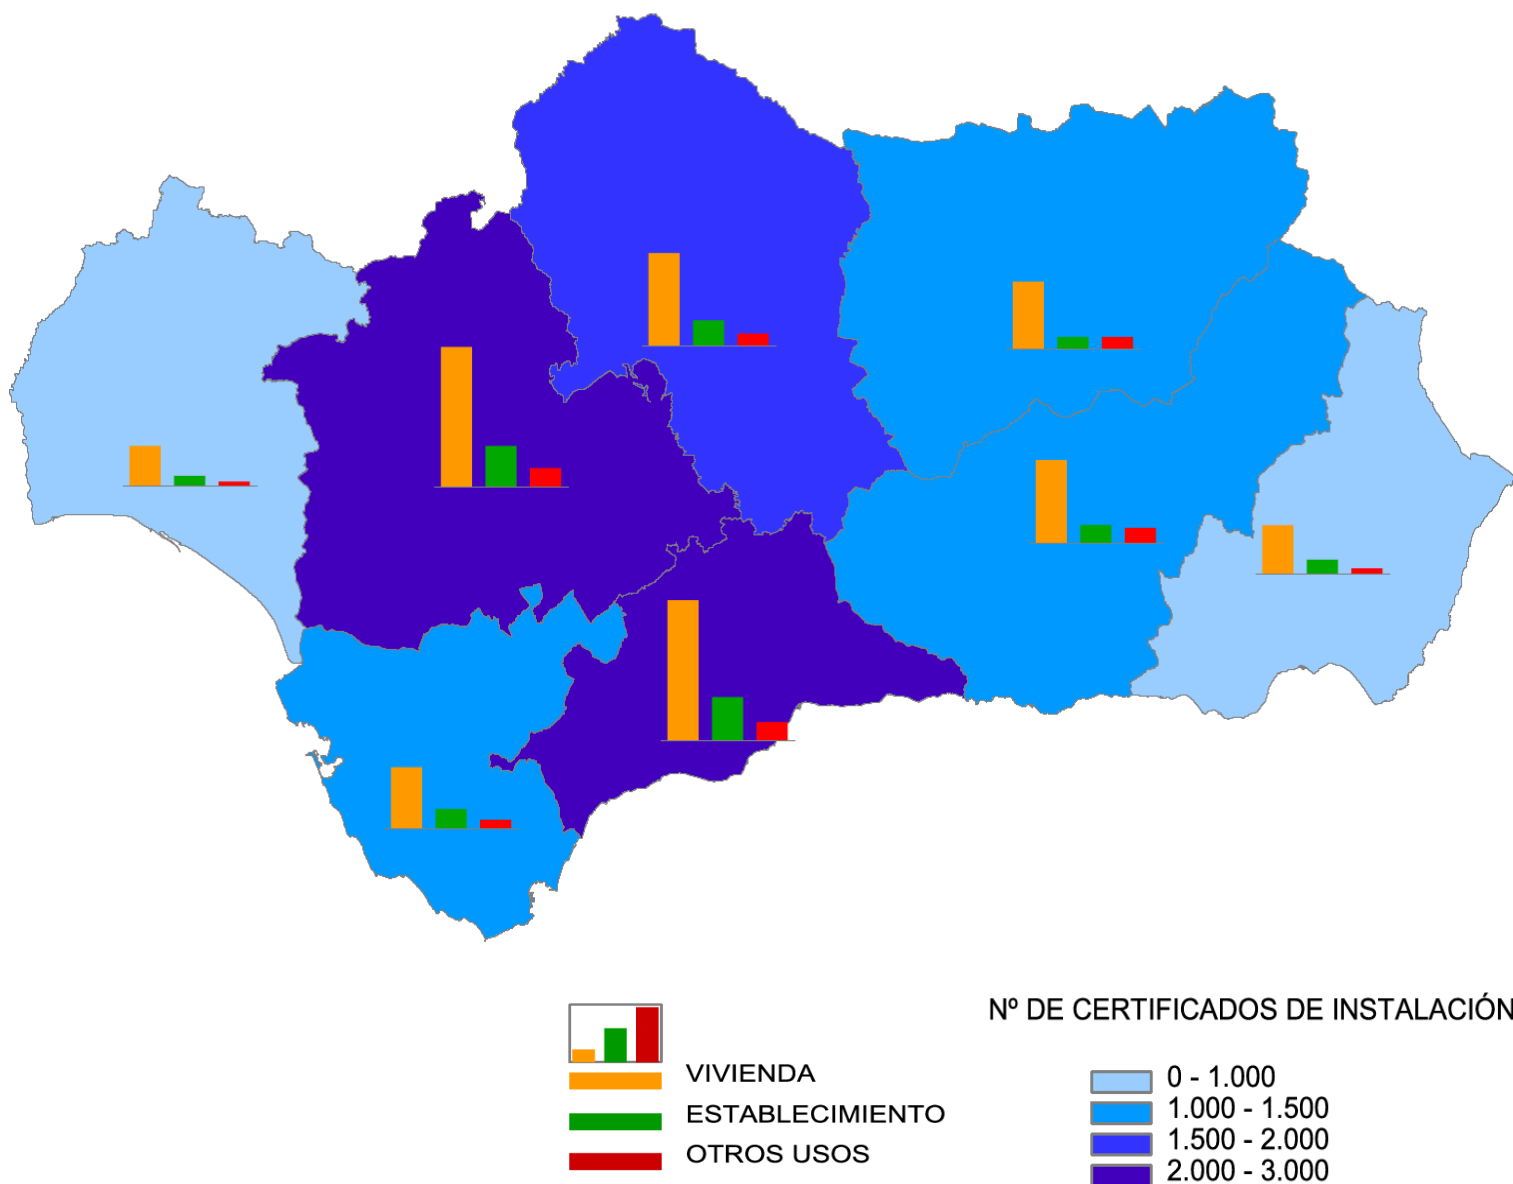 Nº DE CERTIFICADOS DE INSTALACIÓN
VIVIENDA
ESTABLECIMIENTO
OTROS USOS
0 - 1.000
1.000 - 1.500
1.500 - 2.000
2.000 - 3.000